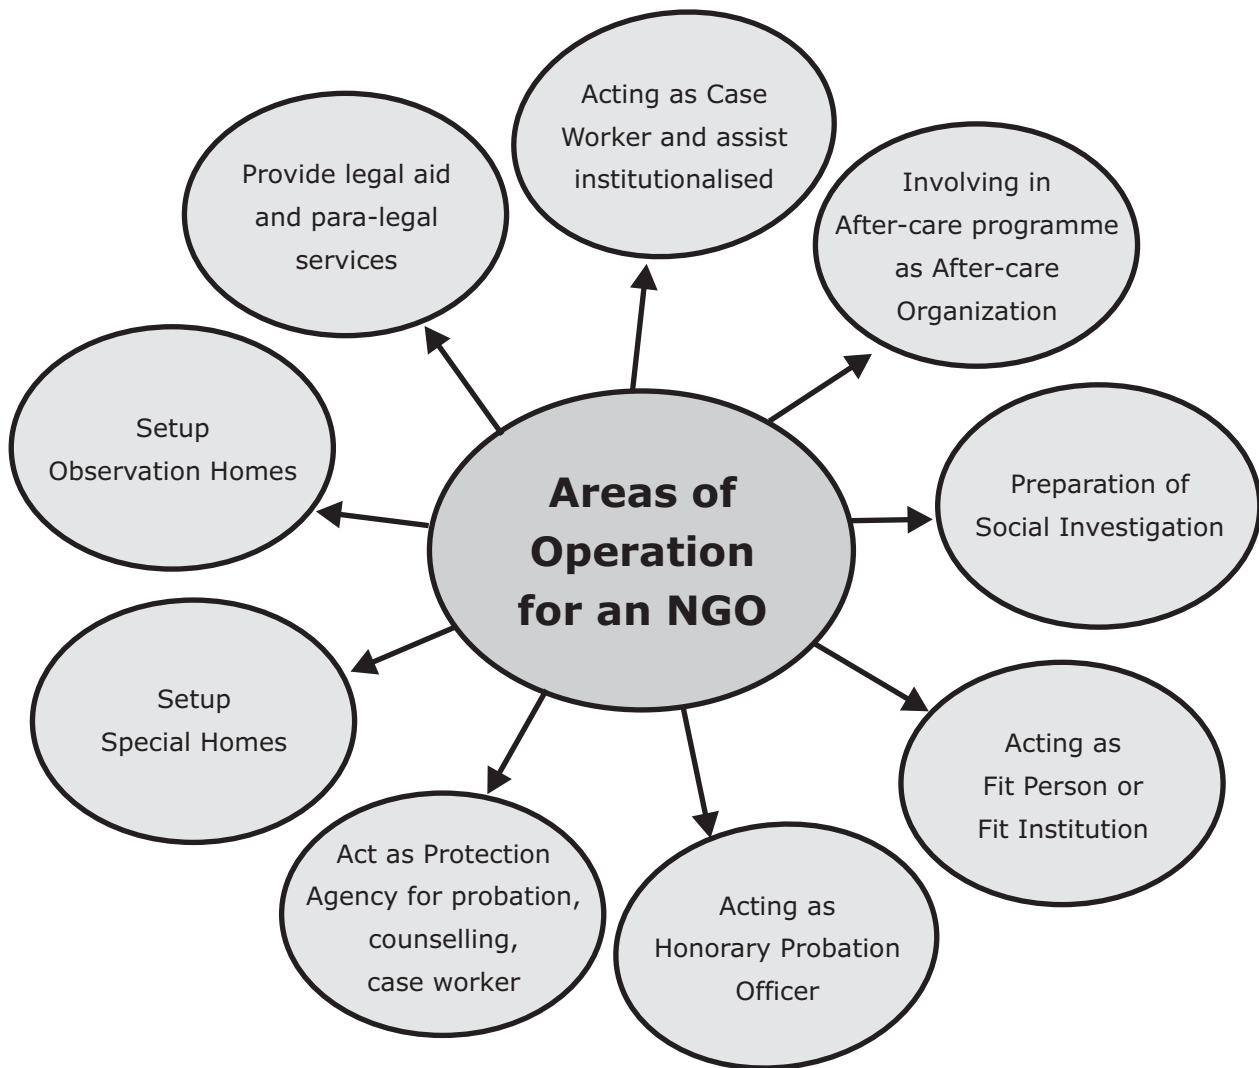 Acting as Case
Worker and assist
institutionalised
Provide legal aid
and para-legal
services
Involving in
After-care programme
as After-care
Organization
Setup
Observation Homes
Areas of
Operation
for an NGO
Preparation of
Social Investigation
Setup
Special Homes
Acting as
Fit Person or
Fit Institution
Act as Protection
Agency for probation,
counselling,
case worker
Acting as
Honorary Probation
Officer